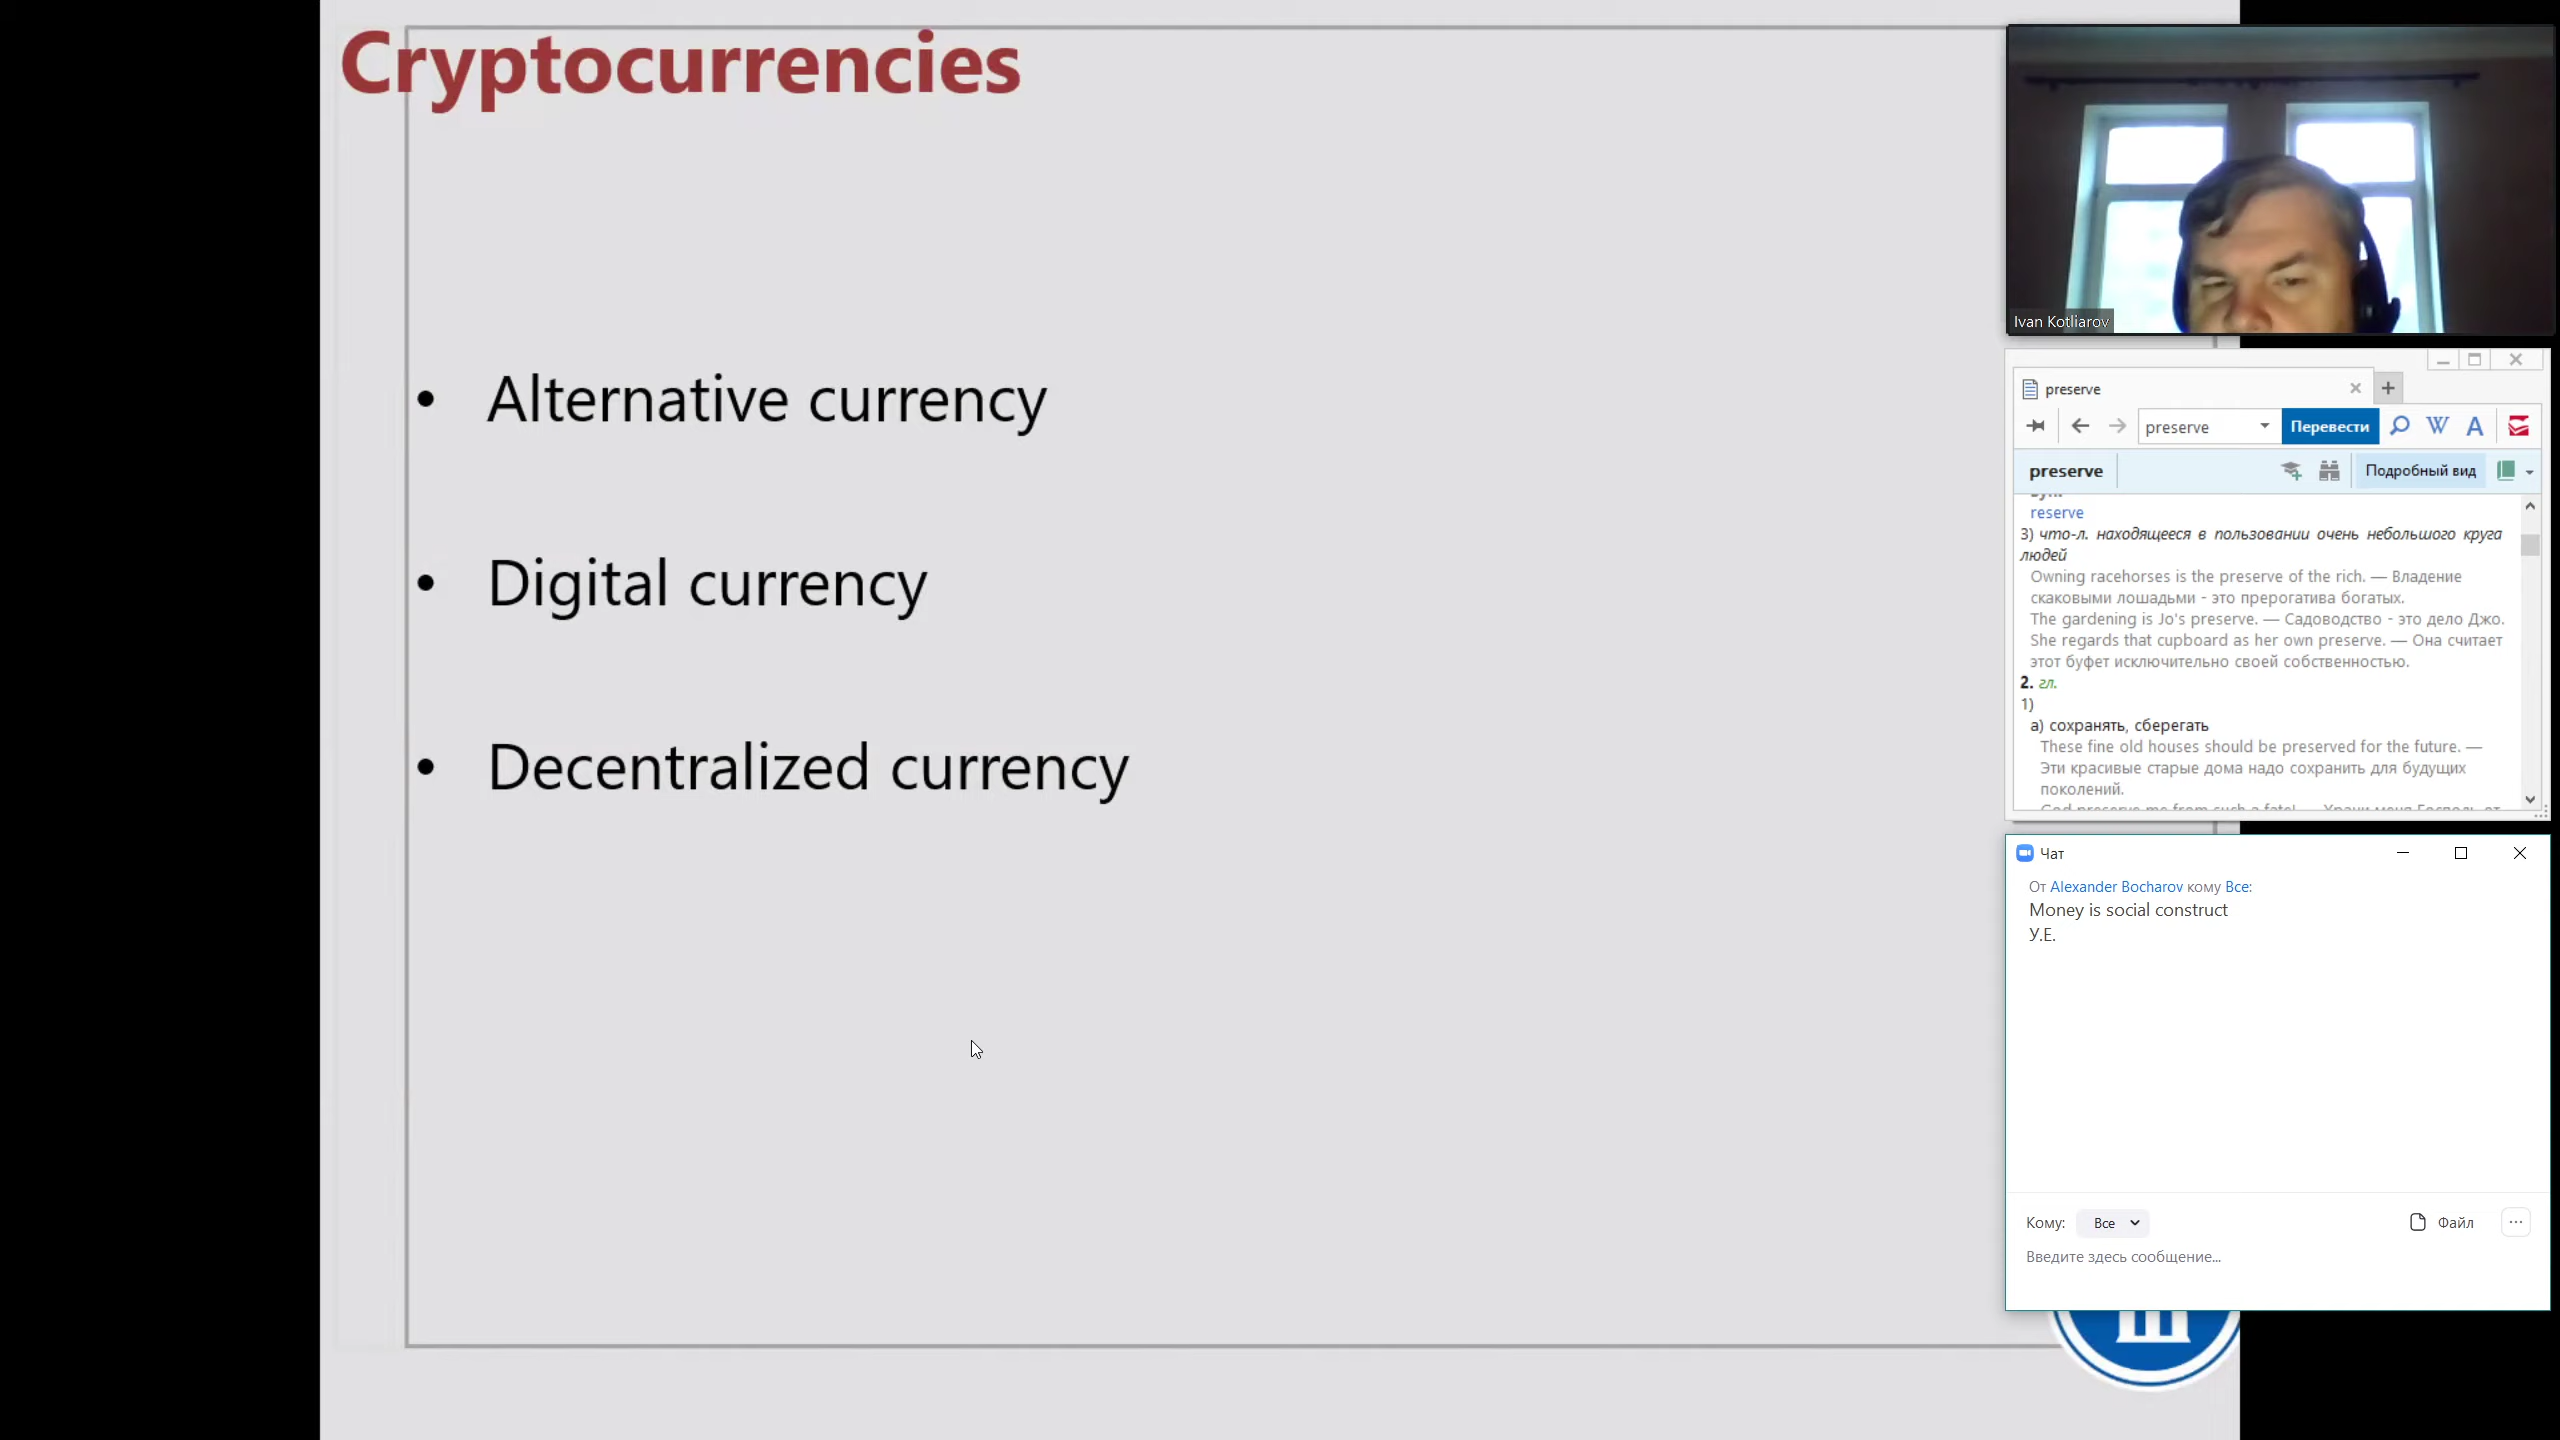 Cryptocurrencies
• Alternative currency
• Digital currency
• Decentralized currency
Ivan Kotliarov
preserve
preserve
Перевести
preserve
Подробный вид
reserve
3) что-л. находящееся в пользовании очень небольшого круга
людей
Owning racehorses is the preserve of the rich. — Владение
скаковыми лошадьми - это прерогатива богатых.
The gardening is Jo's preserve. — Садоводство - это дело Джо.
She regards that cupboard as her own preserve. — Она считает
этот буфет исключительно своей собственностью.
2. гл.
1)
а) сохранять, сберегать
These fine old houses should be preserved for the future. —
Эти красивые старые дома надо сохранить для будущих
поколений.
Чат
От Alexander Bocharov кому Все:
Money is social construct
У.Е.
Кому: Все
Файл
Введите здесь сообщение...